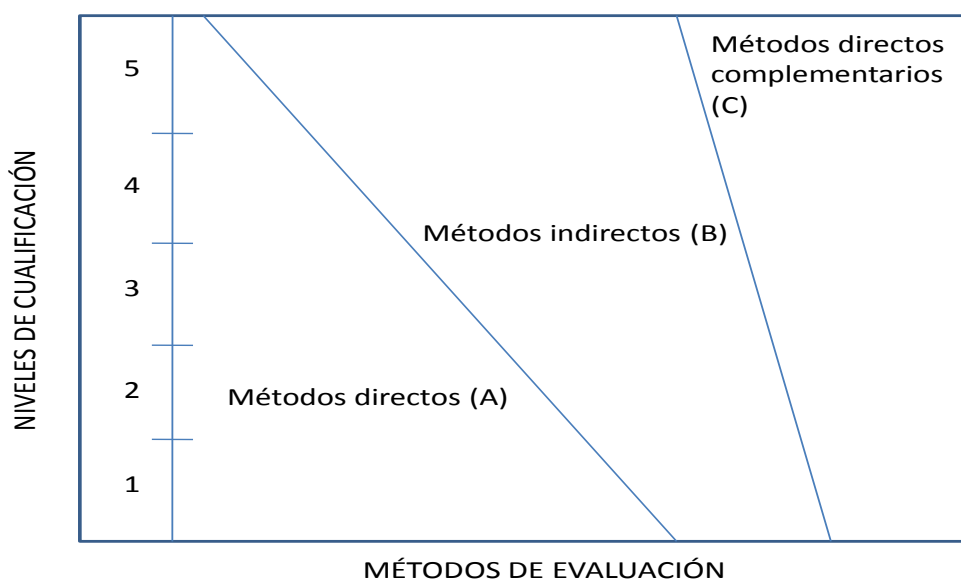 NIVELES DE CUALIFICACIÓN
5
4
3
2
1
Métodos directos
complementarios
(C)
Métodos indirectos (B)
Métodos directos (A)
MÉTODOS DE EVALUACIÓN